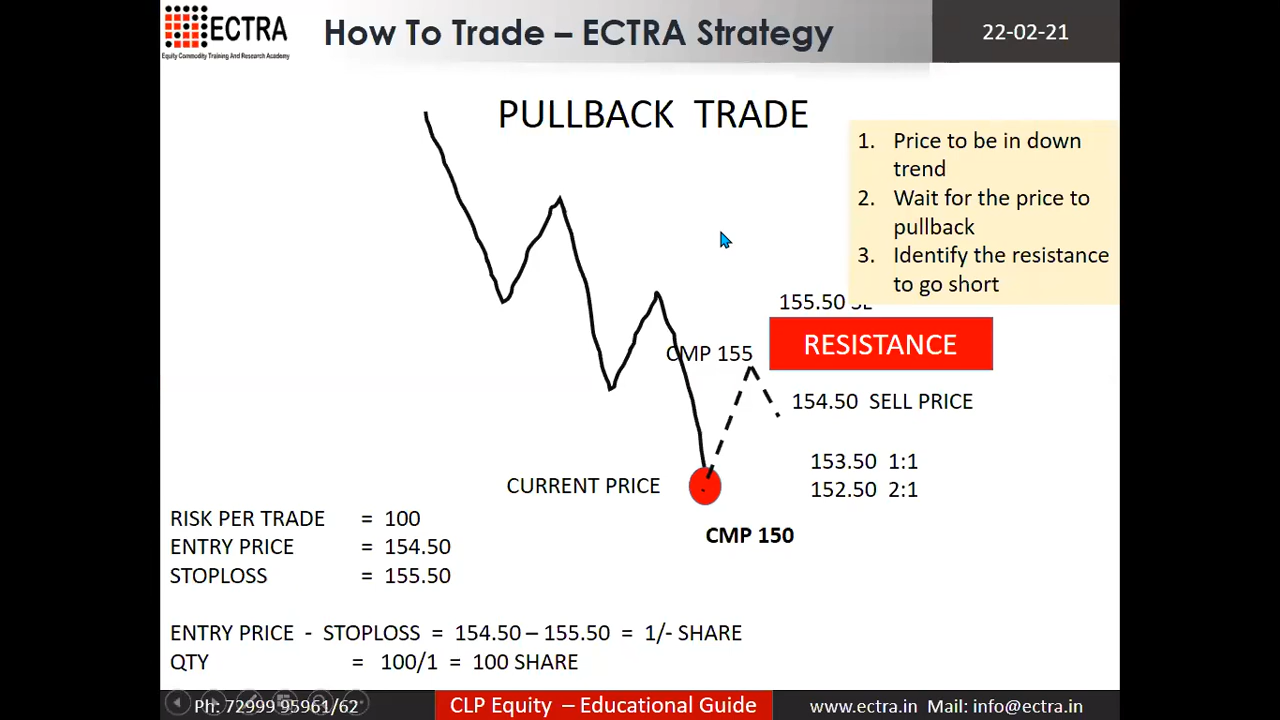 ECTRA
Equity Commodity Training And Research Academy
How To Trade – ECTRA Strategy
22-02-21
PULLBACK TRADE
1. Price to be in down
trend
2. Wait for the price to
pullback
3. Identify the resistance
to go short
155.50 SL
CMP 155
RESISTANCE
154.50 SELL PRICE
153.50 1:1
152.50 2:1
CURRENT PRICE
CMP 150
RISK PER TRADE = 100
ENTRY PRICE = 154.50
STOPLOSS = 155.50
ENTRY PRICE - STOPLOSS = 154.50 – 155.50 = 1/- SHARE
QTY = 100/1 = 100 SHARE
Ph: 72999 95961/62
CLP Equity – Educational Guide
www.ectra.in Mail: info@ectra.in